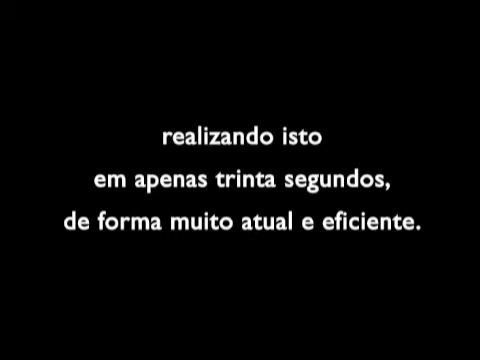 realizando isto
em apenas trinta segundos,
de forma muito atual e eficiente.